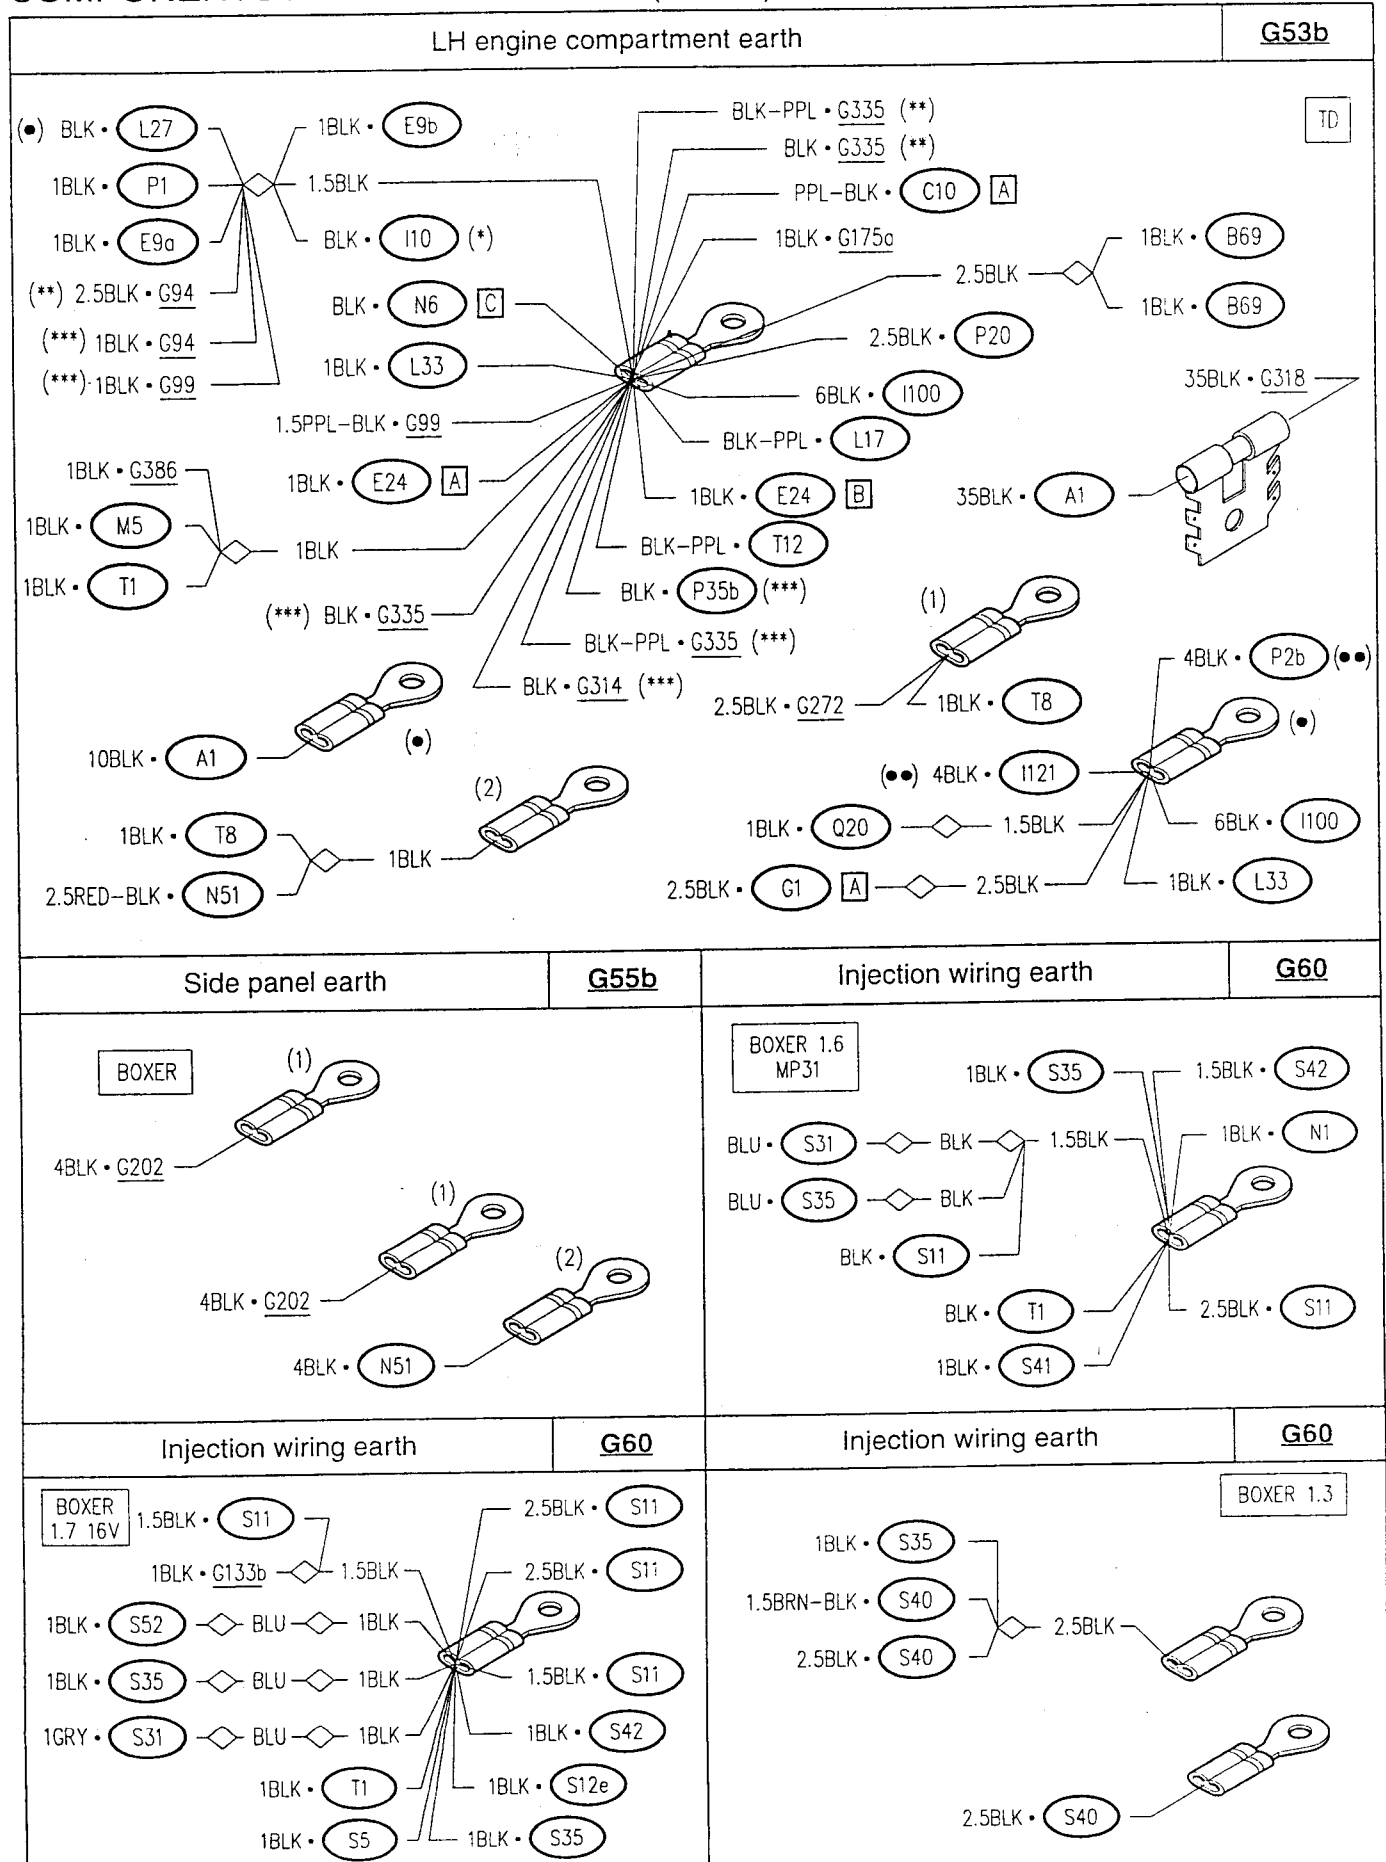 LH engine compartment earth
G53b
TD
(●) BLK • L27
1BLK • E9b
1BLK • P1
1.5BLK
1BLK • E9a
BLK • I10 (*)
(**) 2.5BLK • G94
(***) 1BLK • G94
(***) 1BLK • G99
BLK • N6 C
1BLK • L33
1.5PPL-BLK • G99
1BLK • E24 A
1BLK • G386
1BLK • M5
1BLK
1BLK • T1
(***) BLK • G335
BLK-PPL • G335 (**)
BLK • G335 (**)
PPL-BLK • C10 A
1BLK • G175a
2.5BLK
1BLK • B69
1BLK • B69
2.5BLK • P20
6BLK • I100
BLK-PPL • L17
1BLK • E24 B
BLK-PPL • T12
BLK • P35b (***)
BLK-PPL • G335 (***)
BLK • G314 (***)
35BLK • G318
35BLK • A1
(1)
2.5BLK • G272
1BLK • T8
10BLK • A1
(●)
(2)
1BLK • T8
1BLK
2.5RED-BLK • N51
4BLK • P2b (●●)
(●)
(●●) 4BLK • I121
1BLK • Q20
1.5BLK
6BLK • I100
2.5BLK • G1 A
2.5BLK
1BLK • L33
Side panel earth
G55b
BOXER
(1)
4BLK • G202
(1)
4BLK • G202
(2)
4BLK • N51
Injection wiring earth
G60
BOXER 1.6
MP31
1BLK • S35
1.5BLK • S42
1BLK • N1
BLU • S31
BLK
1.5BLK
BLU • S35
BLK
BLK • S11
BLK • T1
2.5BLK • S11
1BLK • S41
Injection wiring earth
G60
BOXER
1.7 16V
1.5BLK • S11
2.5BLK • S11
1BLK • G133b
1.5BLK
2.5BLK • S11
1BLK • S52
BLU
1BLK
1BLK • S35
BLU
1BLK
1.5BLK • S11
1GRY • S31
BLU
1BLK
1BLK • S42
1BLK • T1
1BLK • S12e
1BLK • S5
1BLK • S35
Injection wiring earth
G60
BOXER 1.3
1BLK • S35
1.5BRN-BLK • S40
2.5BLK
2.5BLK • S40
2.5BLK • S40